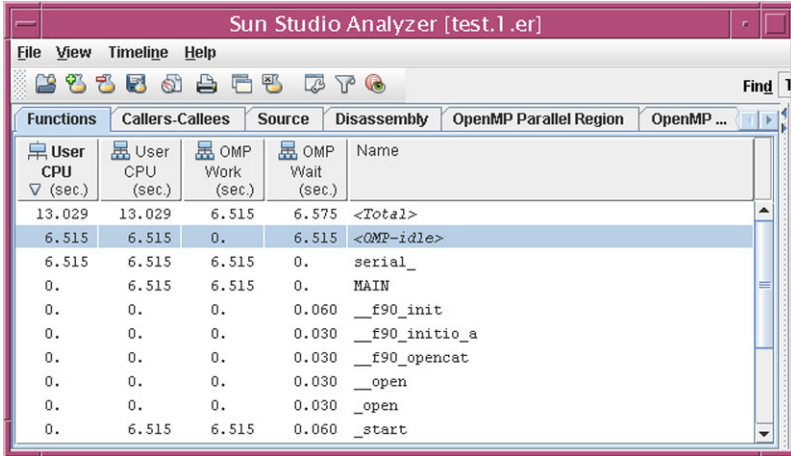 Sun Studio Analyzer [test.1.er]
File View Timeline Help
Find
Functions Callers-Callees Source Disassembly OpenMP Parallel Region OpenMP ...
User CPU (sec.) User CPU (sec.) OMP Work (sec.) OMP Wait (sec.) Name
13.029 13.029 6.515 6.575 <Total>
6.515 6.515 0. 6.515 <OMP-idle>
6.515 6.515 6.515 0. serial_
0. 6.515 6.515 0. MAIN
0. 0. 0. 0.060 __f90_init
0. 0. 0. 0.030 __f90_initio_a
0. 0. 0. 0.030 __f90_opencat
0. 0. 0. 0.030 __open
0. 0. 0. 0.030 _open
0. 6.515 6.515 0.060 _start